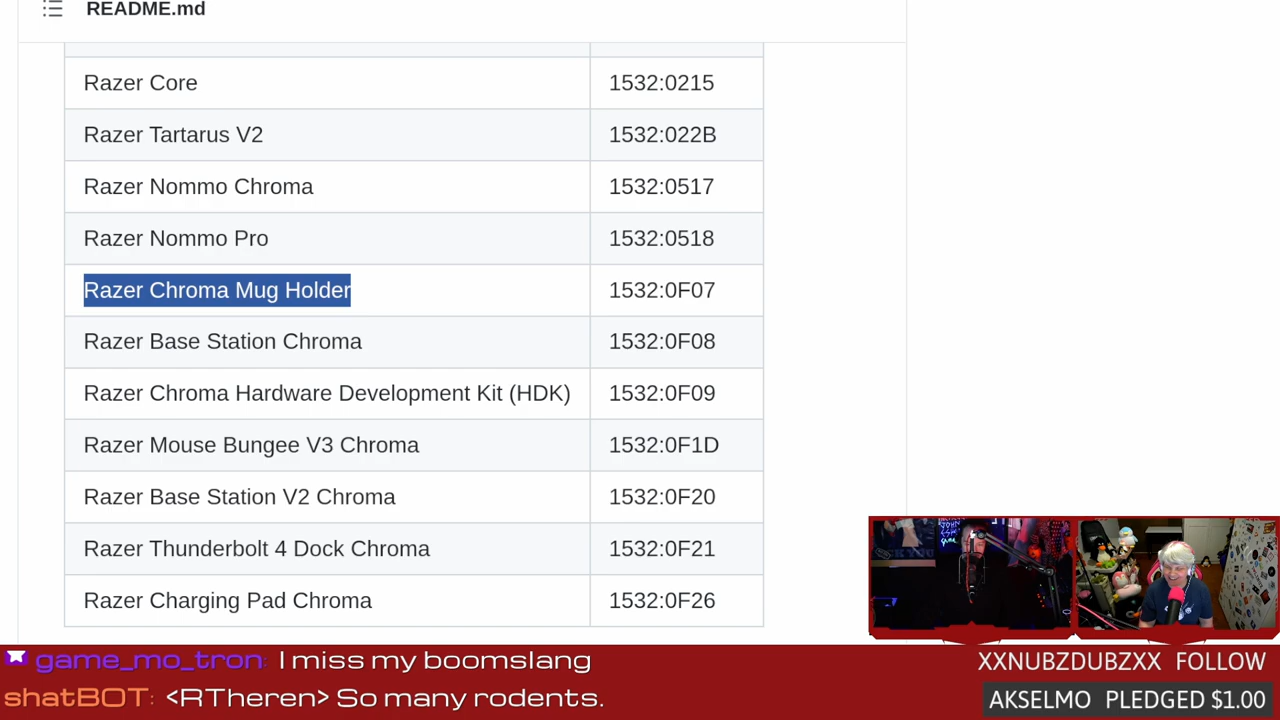 README.md
Razer Core 1532:0215
Razer Tartarus V2 1532:022B
Razer Nommo Chroma 1532:0517
Razer Nommo Pro 1532:0518
Razer Chroma Mug Holder 1532:0F07
Razer Base Station Chroma 1532:0F08
Razer Chroma Hardware Development Kit (HDK) 1532:0F09
Razer Mouse Bungee V3 Chroma 1532:0F1D
Razer Base Station V2 Chroma 1532:0F20
Razer Thunderbolt 4 Dock Chroma 1532:0F21
Razer Charging Pad Chroma 1532:0F26
game_mo_tron: I miss my boomslang
shatBOT: <RTheren> So many rodents.
XXNUBZDUBZXX FOLLOW
AKSELMO PLEDGED $1.00